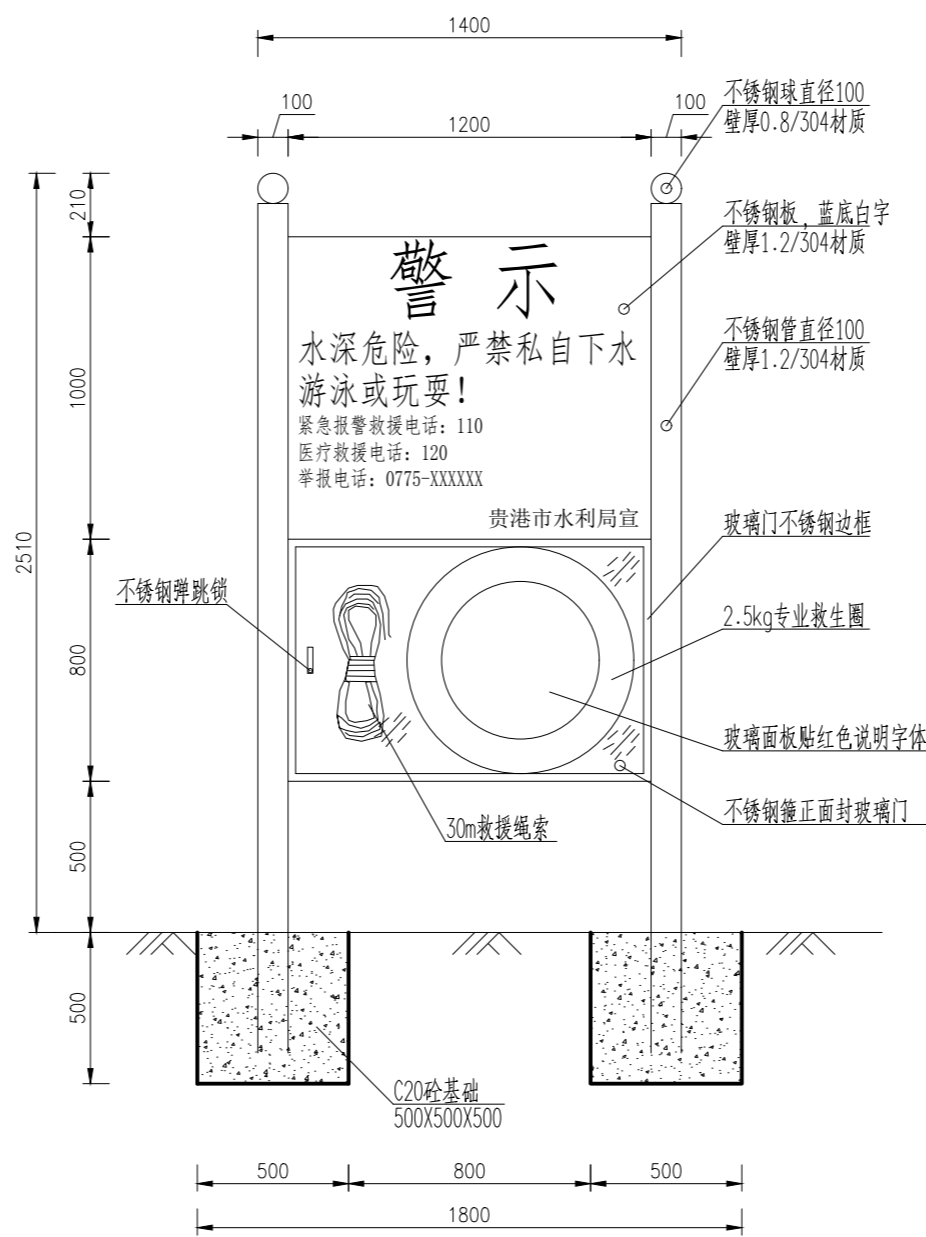 1400
100
1200
100
不锈钢球直径100
壁厚0.8/304材质
210
不锈钢板，蓝底白字
壁厚1.2/304材质
警 示
水深危险，严禁私自下水
游泳或玩耍！
紧急报警救援电话：110
医疗救援电话：120
举报电话：0775-XXXXXX
贵港市水利局宣
不锈钢管直径100
壁厚1.2/304材质
1000
2510
玻璃门不锈钢边框
不锈钢弹跳锁
2.5kg专业救生圈
800
玻璃面板贴红色说明字体
不锈钢箍正面封玻璃门
30m救援绳索
500
500
C20砼基础
500X500X500
500
800
500
1800